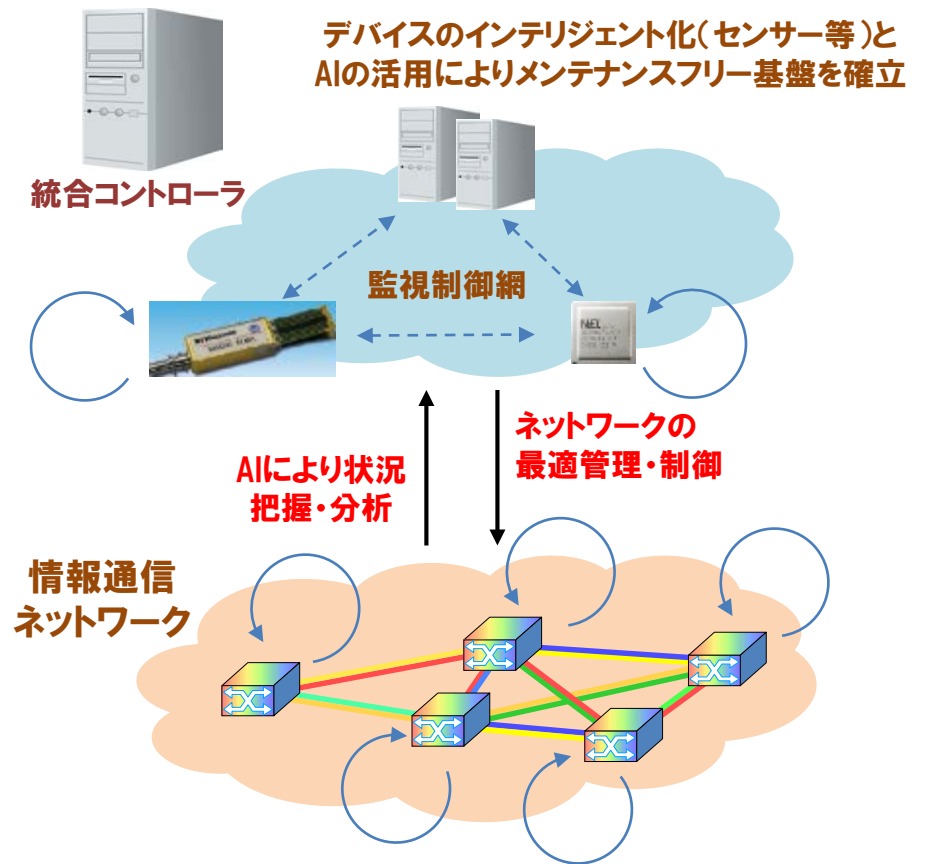 デバイスのインテリジェント化(センサー等)と
AIの活用によりメンテナンスフリー基盤を確立
統合コントローラ
監視制御網
NEL
ネットワークの
最適管理・制御
AIにより状況
把握・分析
情報通信
ネットワーク